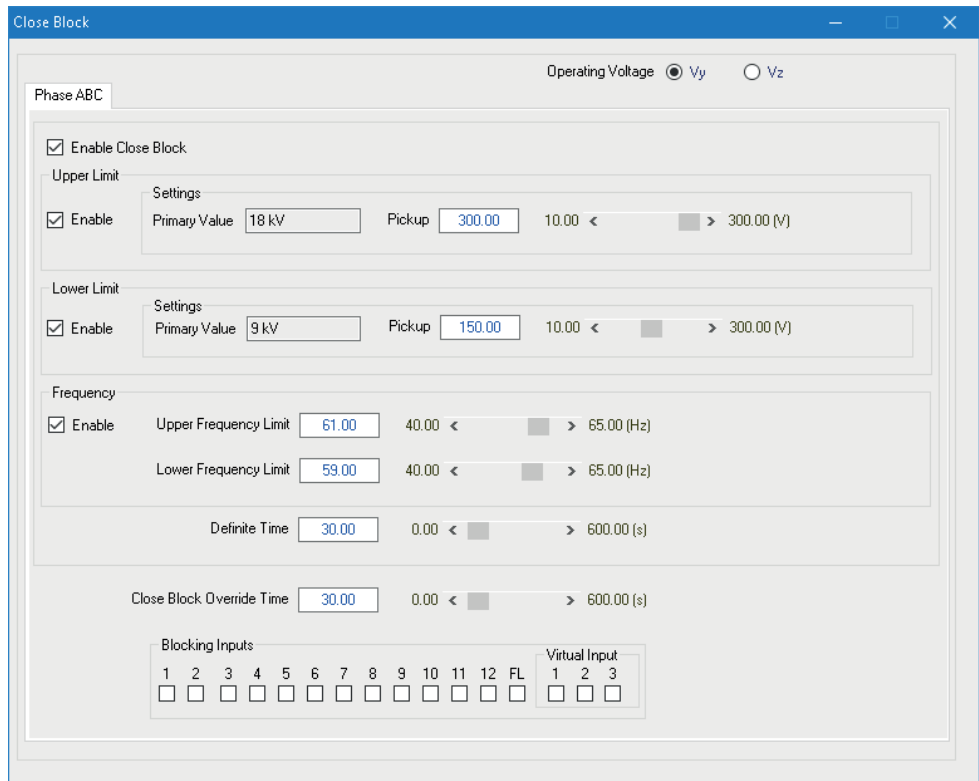 Close Block
Operating Voltage Vy Vz
Phase ABC
Enable Close Block
Upper Limit
Settings
Enable Primary Value 18 kV Pickup 300.00 10.00 < > 300.00 (V)
Lower Limit
Settings
Enable Primary Value 9 kV Pickup 150.00 10.00 < > 300.00 (V)
Frequency
Enable Upper Frequency Limit 61.00 40.00 < > 65.00 (Hz)
Lower Frequency Limit 59.00 40.00 < > 65.00 (Hz)
Definite Time 30.00 0.00 < > 600.00 (s)
Close Block Override Time 30.00 0.00 < > 600.00 (s)
Blocking Inputs
Virtual Input
1 2 3 4 5 6 7 8 9 10 11 12 FL 1 2 3